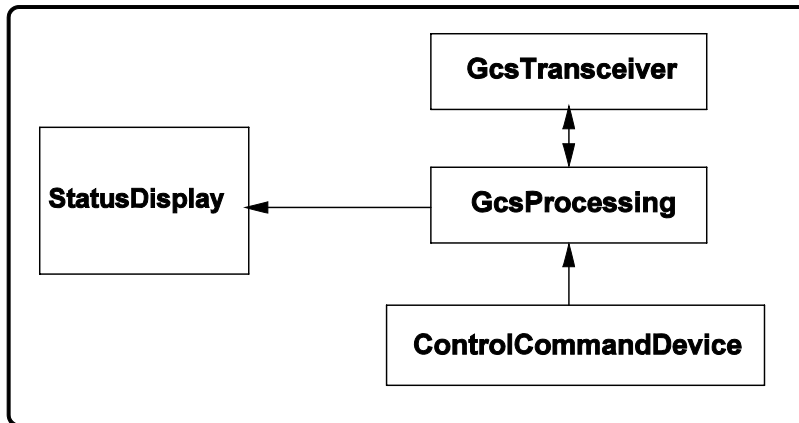 GcsTransceiver
StatusDisplay
GcsProcessing
ControlCommandDevice